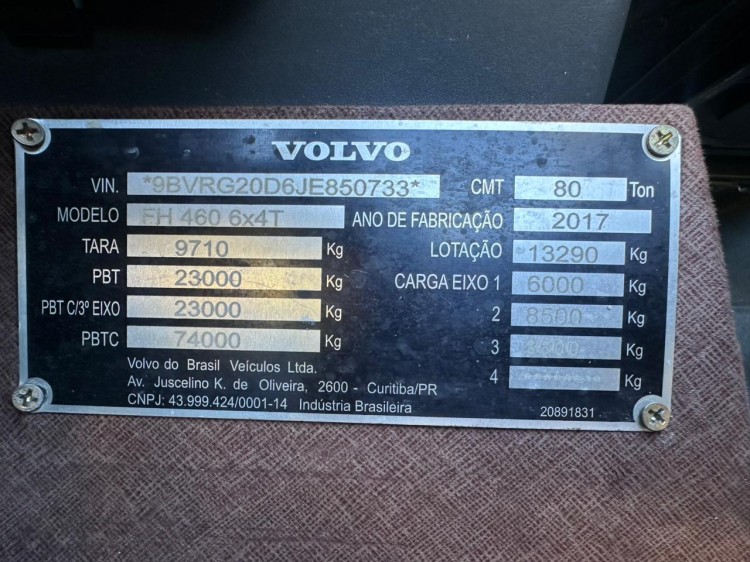 VOLVO
VIN. *9BVRG20D6JE850733* CMT 80 Ton
MODELO FH 460 6x4T ANO DE FABRICAÇÃO 2017
TARA 9710 Kg LOTAÇÃO 13290 Kg
PBT 23000 Kg CARGA EIXO 1 6000 Kg
PBT C/3º EIXO 23000 Kg 2 8500 Kg
PBTC 74000 Kg 3 8500 Kg
4 ******** Kg
Volvo do Brasil Veículos Ltda.
Av. Juscelino K. de Oliveira, 2600 - Curitiba/PR
CNPJ: 43.999.424/0001-14 Indústria Brasileira
20891831